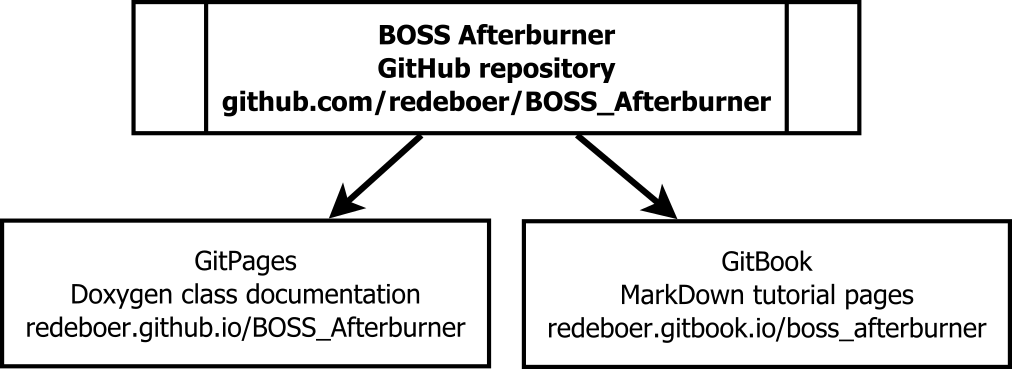 BOSS Afterburner
GitHub repository
github.com/redeboer/BOSS_Afterburner
GitPages
Doxygen class documentation
redeboer.github.io/BOSS_Afterburner
GitBook
MarkDown tutorial pages
redeboer.gitbook.io/boss_afterburner